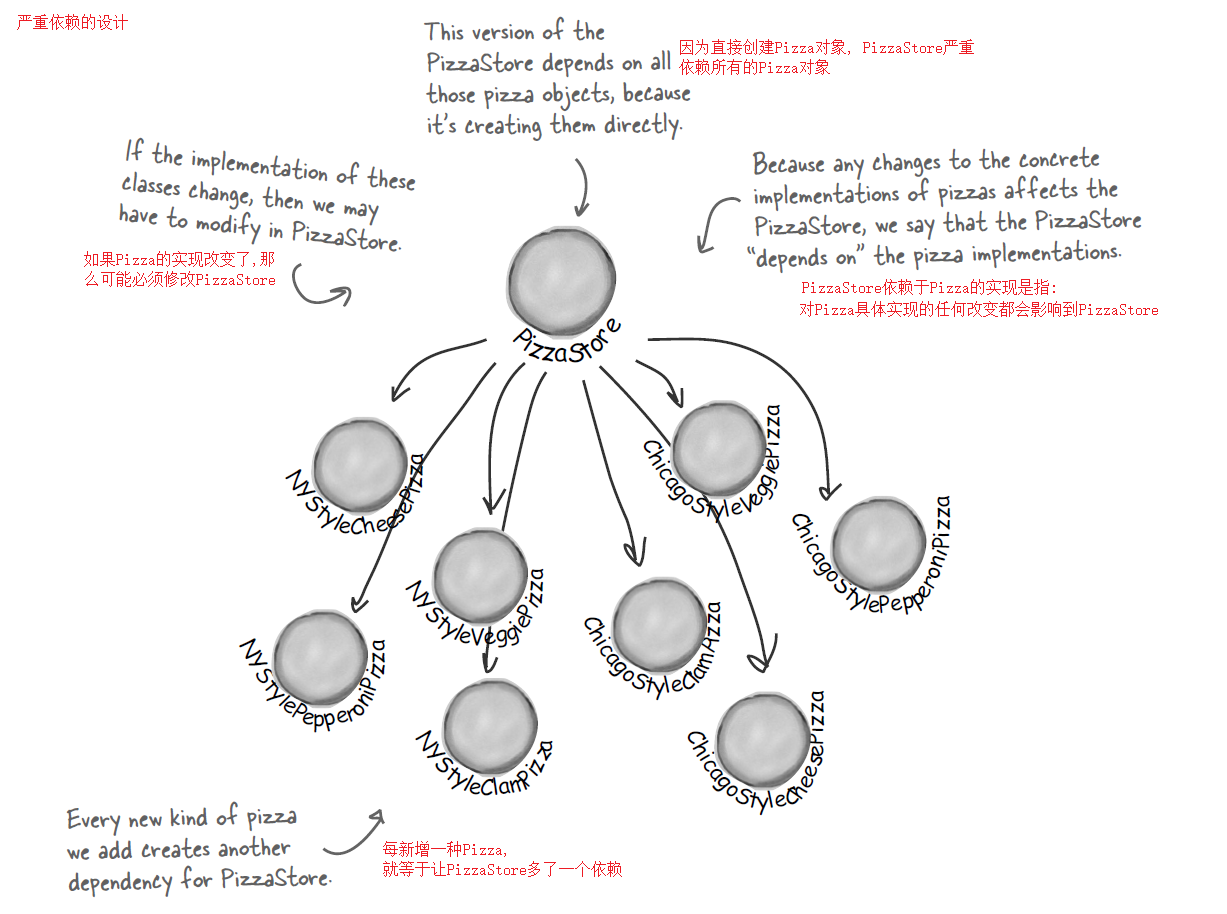 严重依赖的设计
This version of the
PizzaStore depends on all
those pizza objects, because
it's creating them directly.
因为直接创建Pizza对象, PizzaStore严重
依赖所有的Pizza对象
If the implementation of these
classes change, then we may
have to modify in PizzaStore.
如果Pizza的实现改变了,那
么可能必须修改PizzaStore
Because any changes to the concrete
implementations of pizzas affects the
PizzaStore, we say that the PizzaStore
“depends on” the pizza implementations.
PizzaStore依赖于Pizza的实现是指:
对Pizza具体实现的任何改变都会影响到PizzaStore
PizzaStore
NYStyleCheesePizza
ChicagoStyleVeggiePizza
ChicagoStylePepperoniPizza
NYStyleVeggiePizza
ChicagoStyleClamPizza
NYStylePepperoniPizza
NYStyleClamPizza
ChicagoStyleCheesePizza
Every new kind of pizza
we add creates another
dependency for PizzaStore.
每新增一种Pizza,
就等于让PizzaStore多了一个依赖